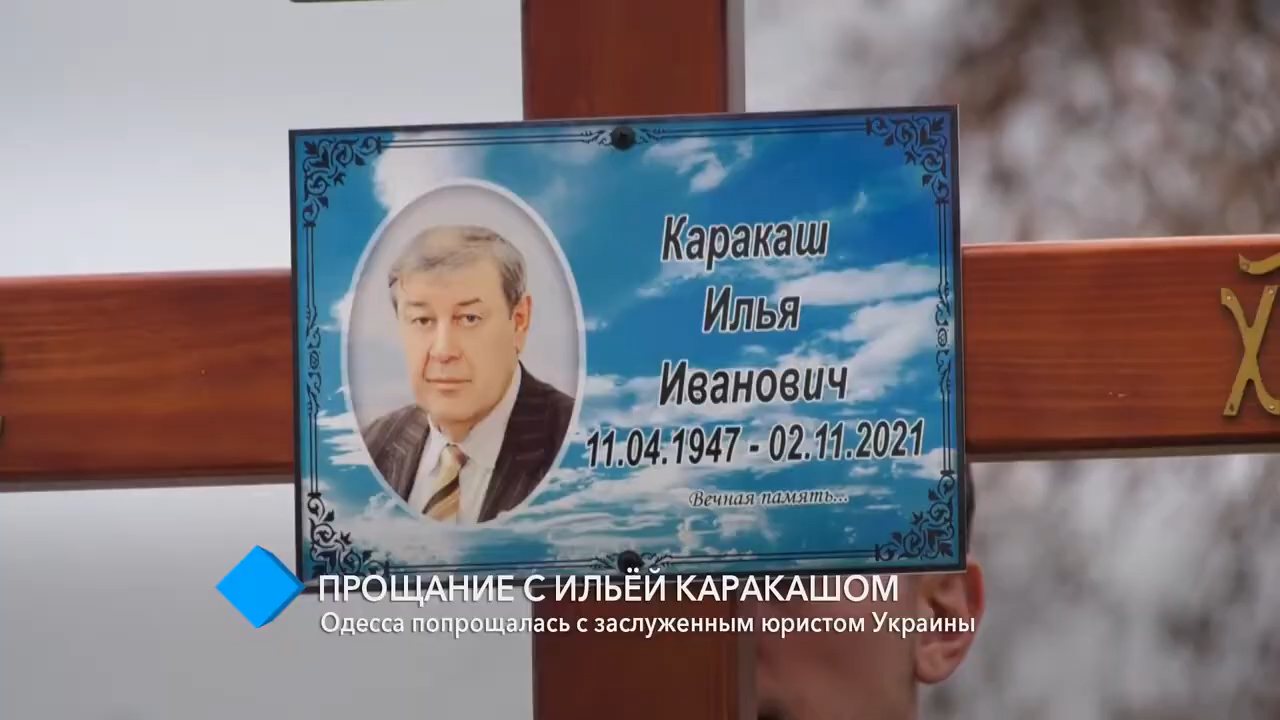 Каракаш
Илья
Иванович
11.04.1947 - 02.11.2021
Вечная память...
ПРОЩАНИЕ С ИЛЬЁЙ КАРАКАШОМ
Одесса попрощалась с заслуженным юристом Украины